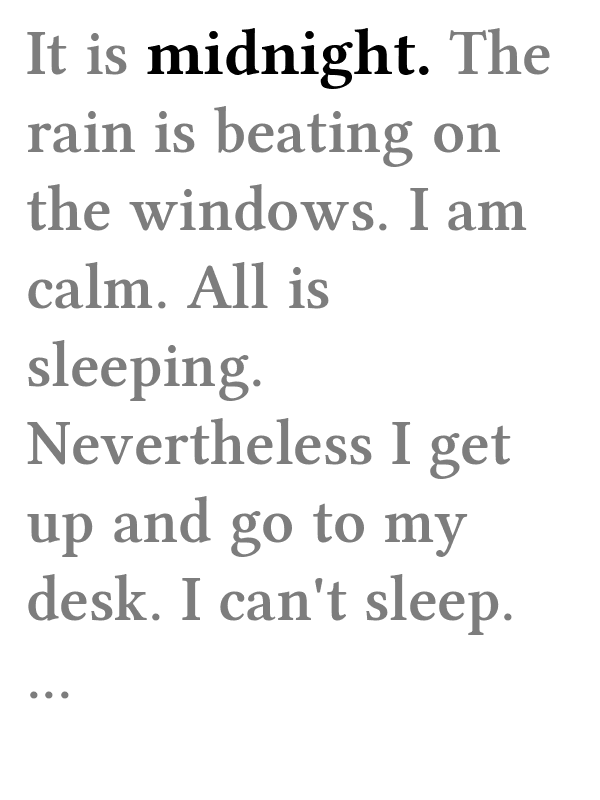 It is midnight. The
rain is beating on
the windows. I am
calm. All is
sleeping.
Nevertheless I get
up and go to my
desk. I can't sleep.
...